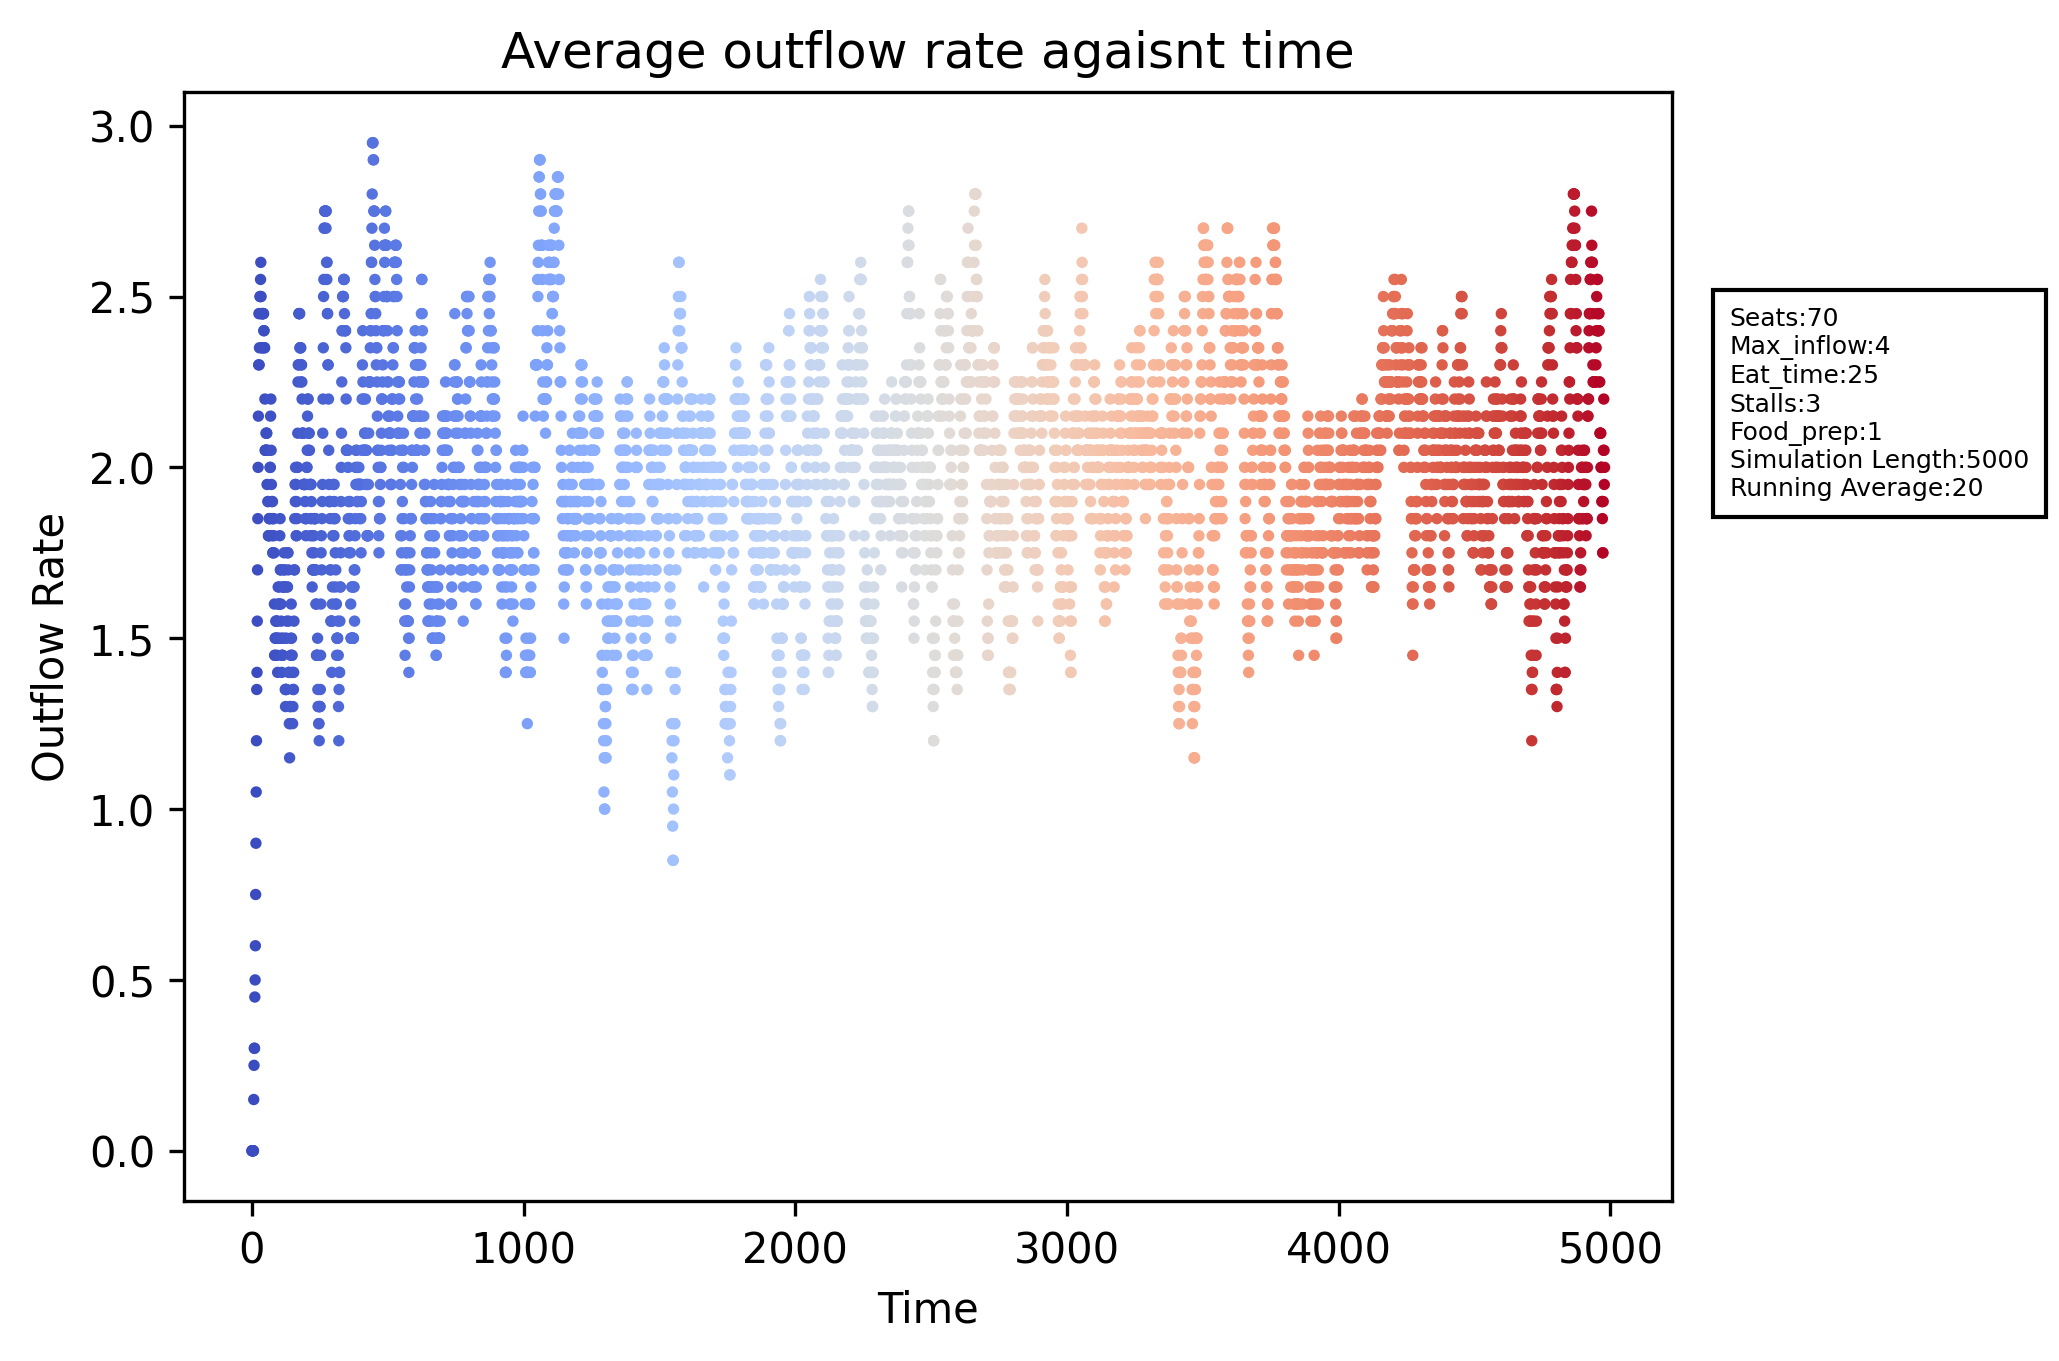 Average outflow rate agaisnt time
3.0
2.5
2.0
1.5
1.0
0.5
0.0
Outflow Rate
0 1000 2000 3000 4000 5000
Time
Seats:70
Max_inflow:4
Eat_time:25
Stalls:3
Food_prep:1
Simulation Length:5000
Running Average:20